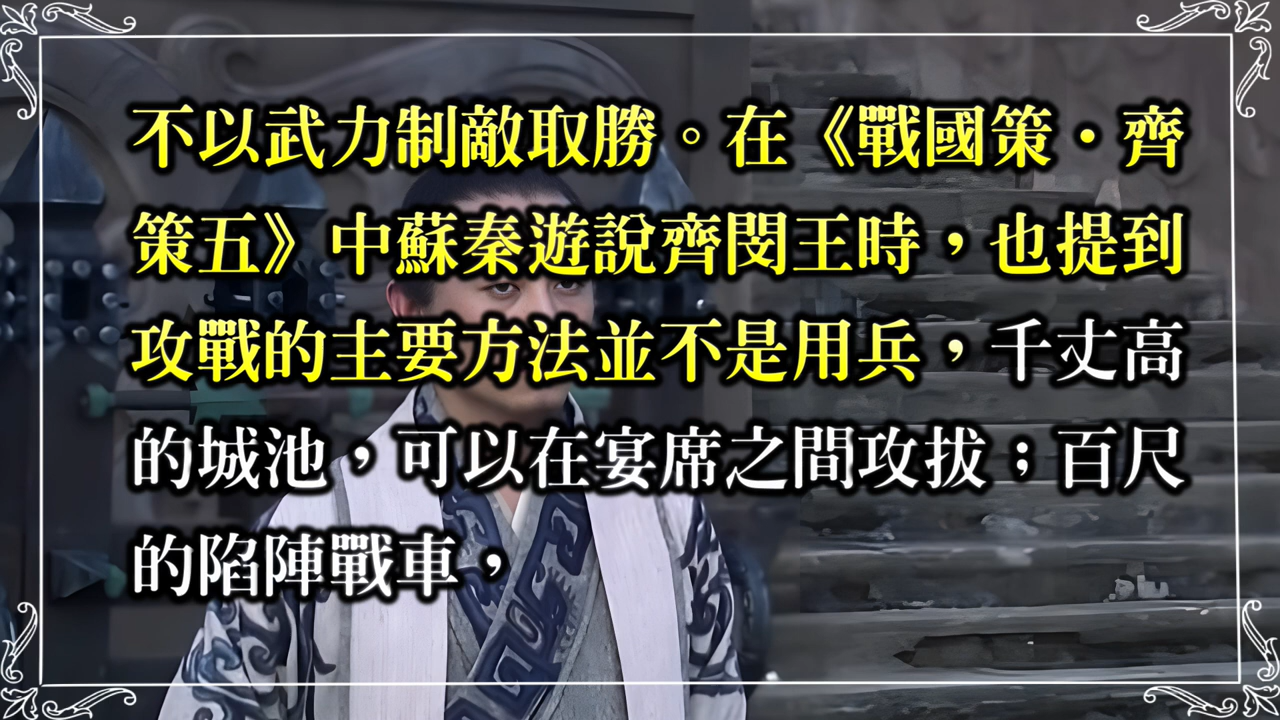 不以武力制敵取勝。在《戰國策・齊
策五》中蘇秦遊說齊閔王時，也提到
攻戰的主要方法並不是用兵，千丈高
的城池，可以在宴席之間攻拔；百尺
的陷陣戰車，